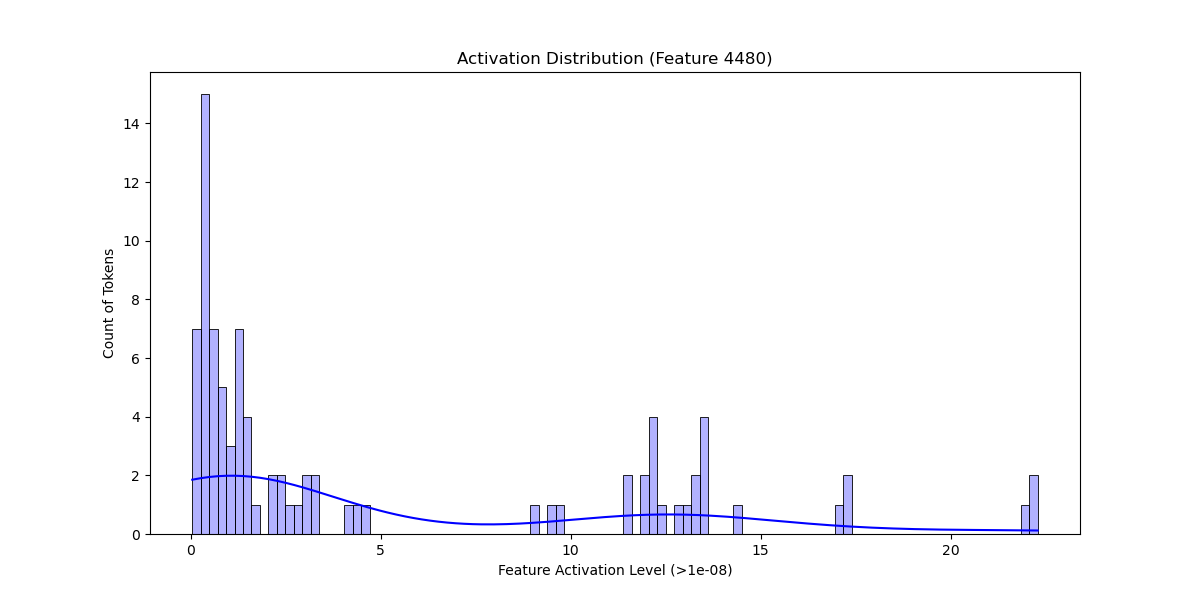 Activation Distribution (Feature 4480)
Count of Tokens
14
12
10
8
6
4
2
0
0 5 10 15 20
Feature Activation Level (>1e-08)